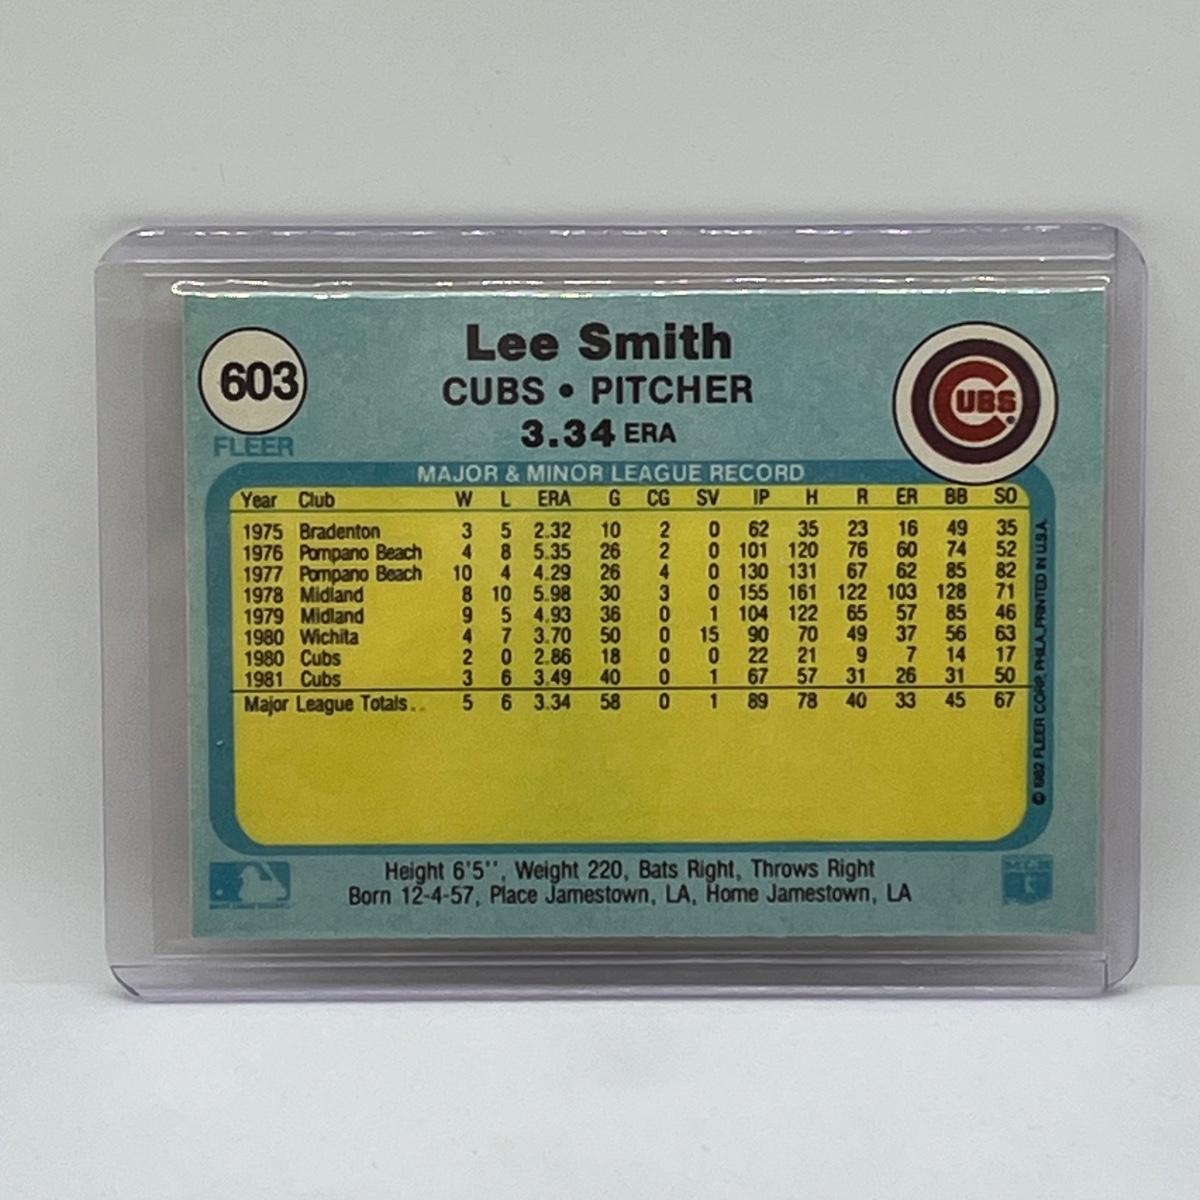 603
FLEER
Lee Smith
CUBS • PITCHER
3.34 ERA
CUBS
MAJOR & MINOR LEAGUE RECORD
Year Club W L ERA G CG SV IP H R ER BB SO
1975 Bradenton 3 5 2.32 10 2 0 62 35 23 16 49 35
1976 Pompano Beach 4 8 5.35 26 2 0 101 120 76 60 74 52
1977 Pompano Beach 10 4 4.29 26 4 0 130 131 67 62 85 82
1978 Midland 8 10 5.98 30 3 0 155 161 122 103 128 71
1979 Midland 9 5 4.93 36 0 1 104 122 65 57 85 46
1980 Wichita 4 7 3.70 50 0 15 90 70 49 37 56 63
1980 Cubs 2 0 2.86 18 0 0 22 21 9 7 14 17
1981 Cubs 3 6 3.49 40 0 1 67 57 31 26 31 50
Major League Totals.. 5 6 3.34 58 0 1 89 78 40 33 45 67
© 1982 FLEER CORP. PHILA., PRINTED IN U.S.A.
Height 6'5'', Weight 220, Bats Right, Throws Right
Born 12-4-57, Place Jamestown, LA, Home Jamestown, LA